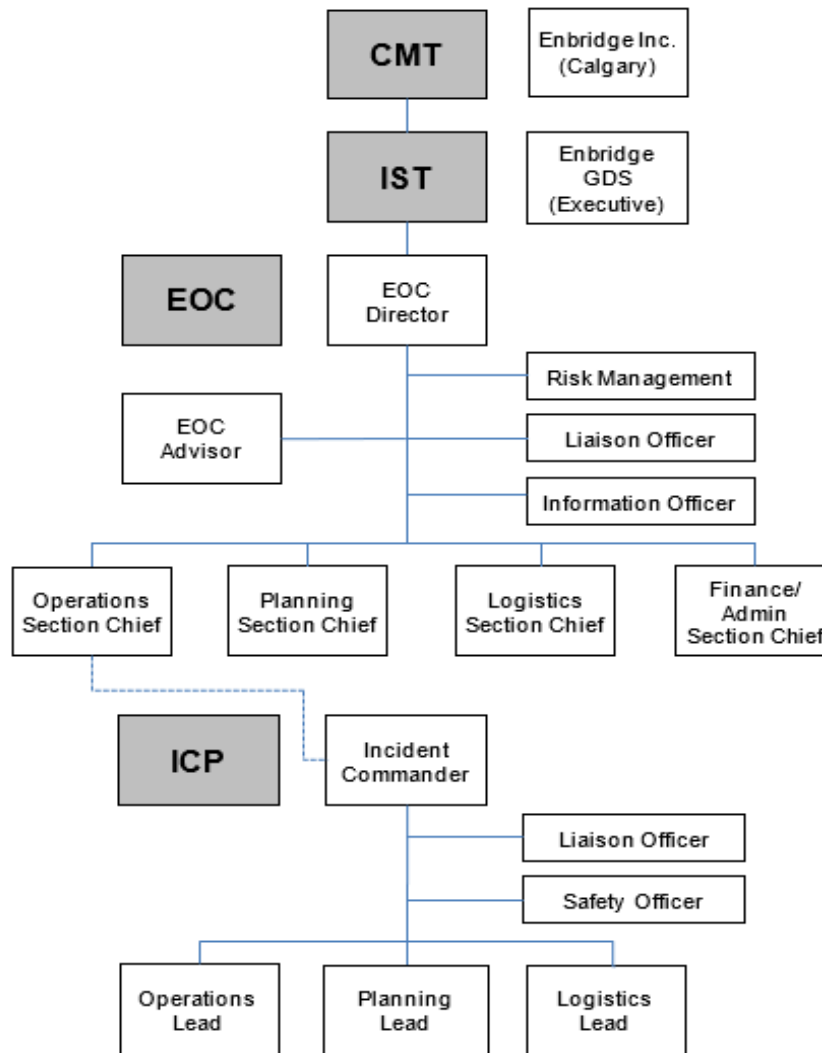 CMT
Enbridge Inc.
(Calgary)
IST
Enbridge
GDS
(Executive)
EOC
EOC
Director
Risk Management
EOC
Advisor
Liaison Officer
Information Officer
Operations
Section Chief
Planning
Section Chief
Logistics
Section Chief
Finance/
Admin
Section Chief
ICP
Incident
Commander
Liaison Officer
Safety Officer
Operations
Lead
Planning
Lead
Logistics
Lead